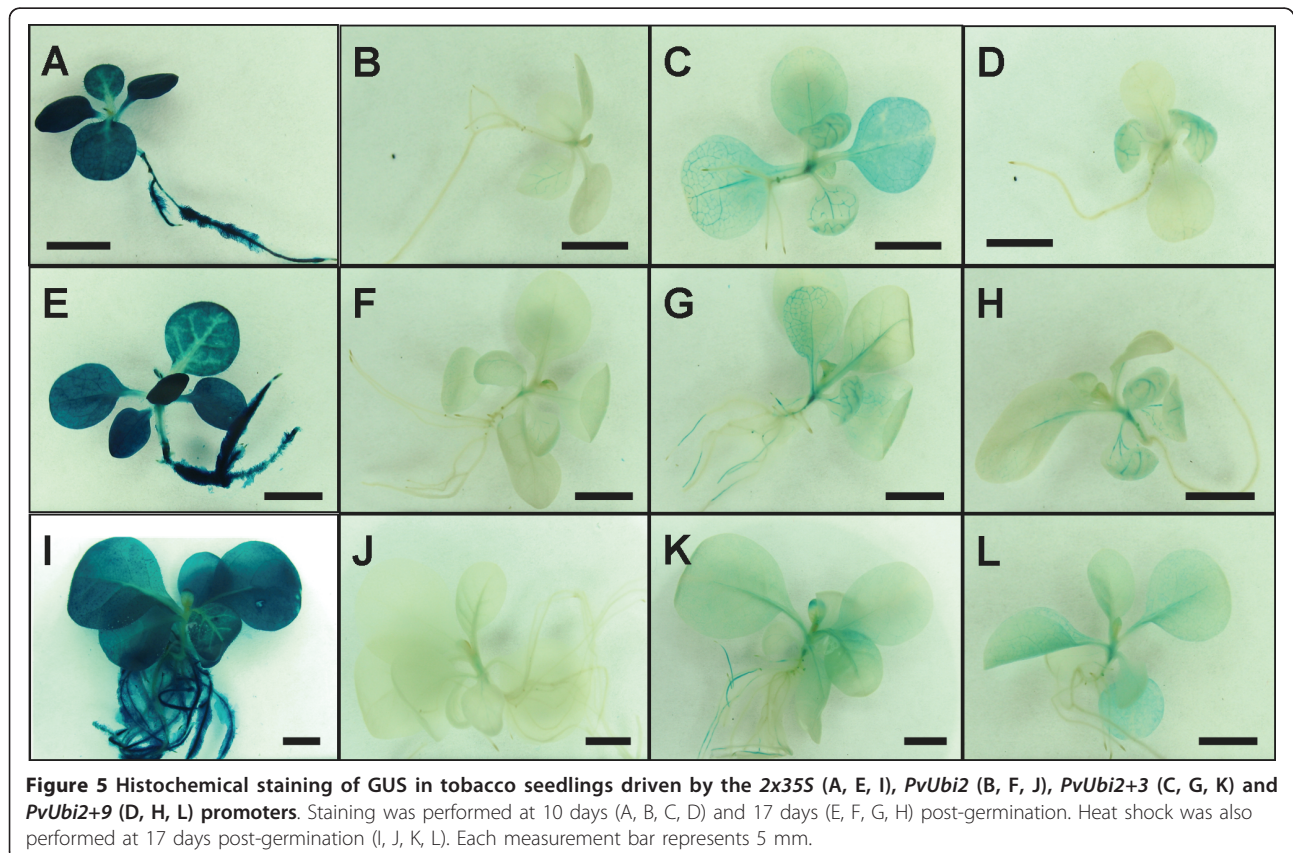 A
B
C
D
E
F
G
H
I
J
K
L
Figure 5 Histochemical staining of GUS in tobacco seedlings driven by the 2x35S (A, E, I), PvUbi2 (B, F, J), PvUbi2+3 (C, G, K) and
PvUbi2+9 (D, H, L) promoters. Staining was performed at 10 days (A, B, C, D) and 17 days (E, F, G, H) post-germination. Heat shock was also
performed at 17 days post-germination (I, J, K, L). Each measurement bar represents 5 mm.